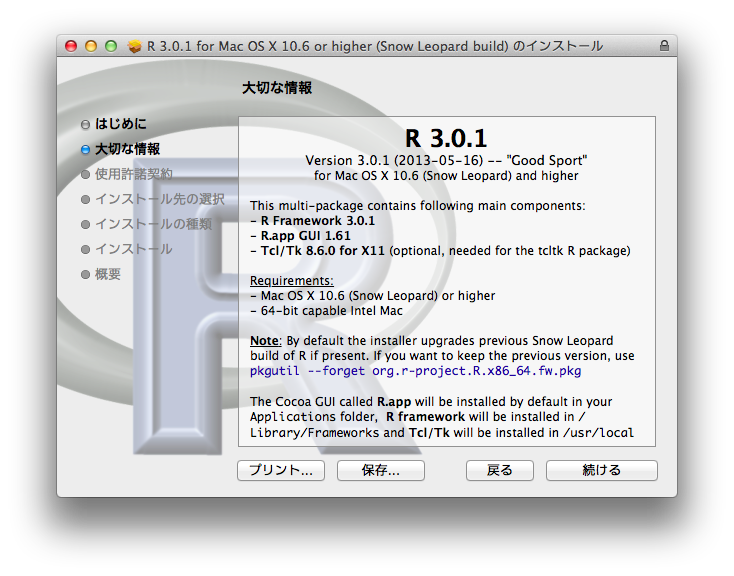 R 3.0.1 for Mac OS X 10.6 or higher (Snow Leopard build) のインストール
大切な情報
はじめに
大切な情報
使用許諾契約
インストール先の選択
インストールの種類
インストール
概要
R 3.0.1
Version 3.0.1 (2013-05-16) -- "Good Sport"
for Mac OS X 10.6 (Snow Leopard) and higher
This multi-package contains following main components:
- R Framework 3.0.1
- R.app GUI 1.61
- Tcl/Tk 8.6.0 for X11 (optional, needed for the tcltk R package)
Requirements:
- Mac OS X 10.6 (Snow Leopard) or higher
- 64-bit capable Intel Mac
Note: By default the installer upgrades previous Snow Leopard
build of R if present. If you want to keep the previous version, use
pkgutil --forget org.r-project.R.x86_64.fw.pkg
The Cocoa GUI called R.app will be installed by default in your
Applications folder, R framework will be installed in /
Library/Frameworks and Tcl/Tk will be installed in /usr/local
プリント... 保存... 戻る 続ける
R